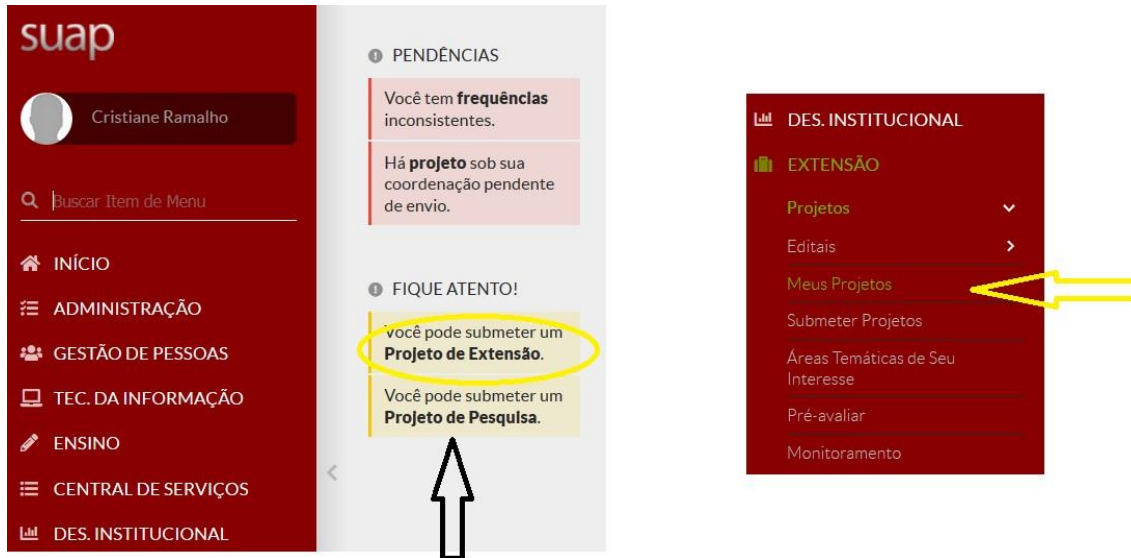 suap
Cristiane Ramalho
Buscar Item de Menu
INÍCIO
ADMINISTRAÇÃO
GESTÃO DE PESSOAS
TEC. DA INFORMAÇÃO
ENSINO
CENTRAL DE SERVIÇOS
DES. INSTITUCIONAL
PENDÊNCIAS
Você tem frequências
inconsistentes.
Há projeto sob sua
coordenação pendente
de envio.
FIQUE ATENTO!
Você pode submeter um
Projeto de Extensão.
Você pode submeter um
Projeto de Pesquisa.
DES. INSTITUCIONAL
EXTENSÃO
Projetos
Editais
Meus Projetos
Submeter Projetos
Áreas Temáticas de Seu
Interesse
Pré-avaliar
Monitoramento